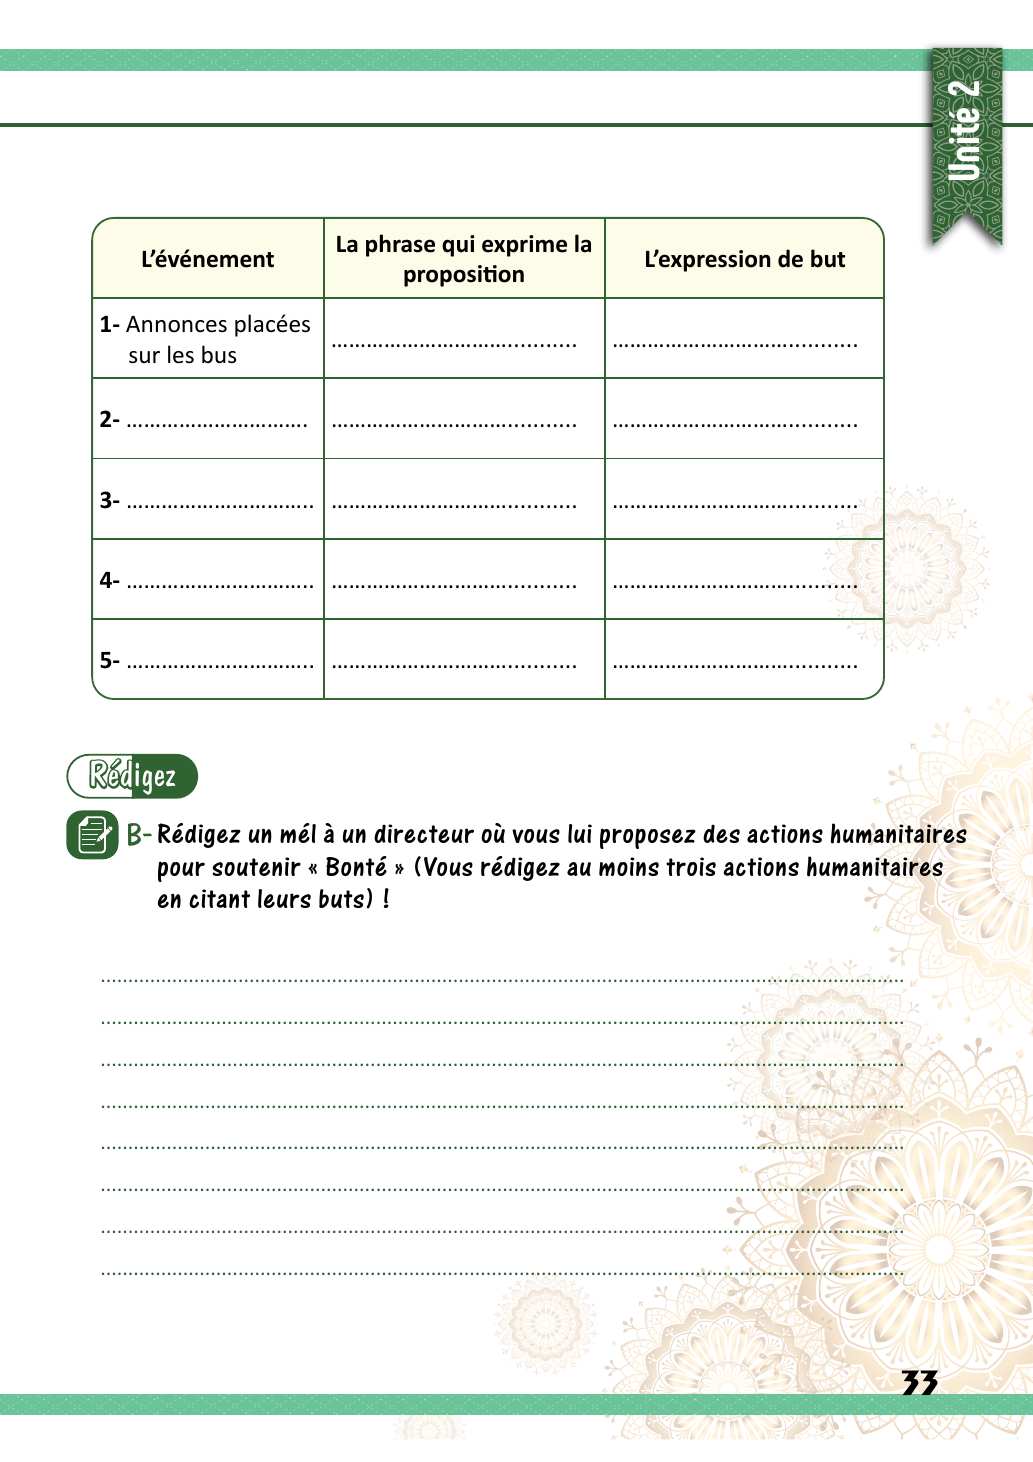 Unité 2
L'événement
La phrase qui exprime la
proposition
L'expression de but
1- Annonces placées
sur les bus
................................ ................................
2- ................................ ................................ ................................
3- ................................ ................................ ................................
4- ................................ ................................ ................................
5- ................................ ................................ ................................
Rédigez
B- Rédigez un mél à un directeur où vous lui proposez des actions humanitaires
pour soutenir « Bonté » (Vous rédigez au moins trois actions humanitaires
en citant leurs buts) !
33